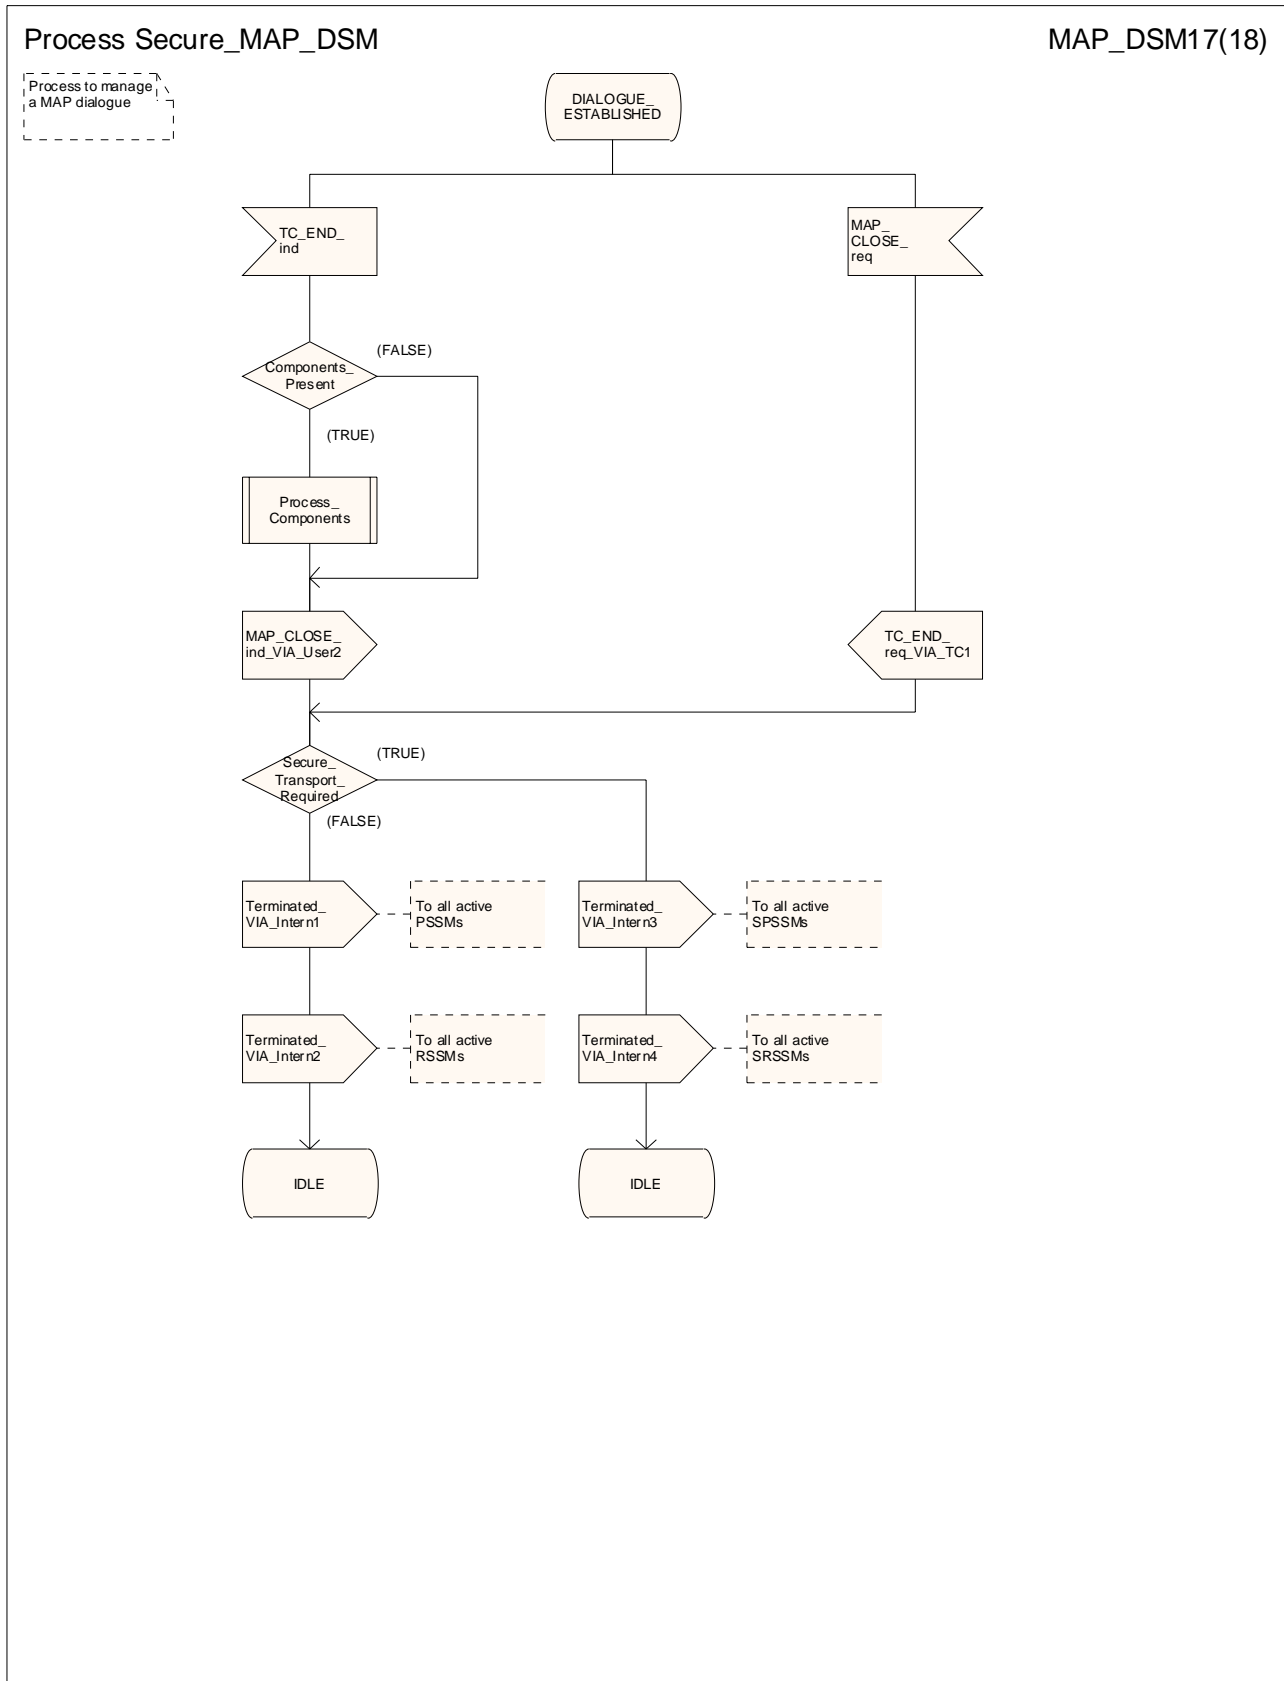 Process Secure_MAP_DSM
MAP_DSM17(18)
Process to manage
a MAP dialogue
DIALOGUE_
ESTABLISHED
TC_END_
ind
MAP_
CLOSE_
req
Components_
Present
(FALSE)
(TRUE)
Process_
Components
MAP_CLOSE_
ind_VIA_User2
TC_END_
req_VIA_TC1
Secure_
Transport_
Required
(TRUE)
(FALSE)
Terminated_
VIA_Intern1
To all active
PSSMs
Terminated_
VIA_Intern3
To all active
SPSSMs
Terminated_
VIA_Intern2
To all active
RSSMs
Terminated_
VIA_Intern4
To all active
SRSSMs
IDLE
IDLE